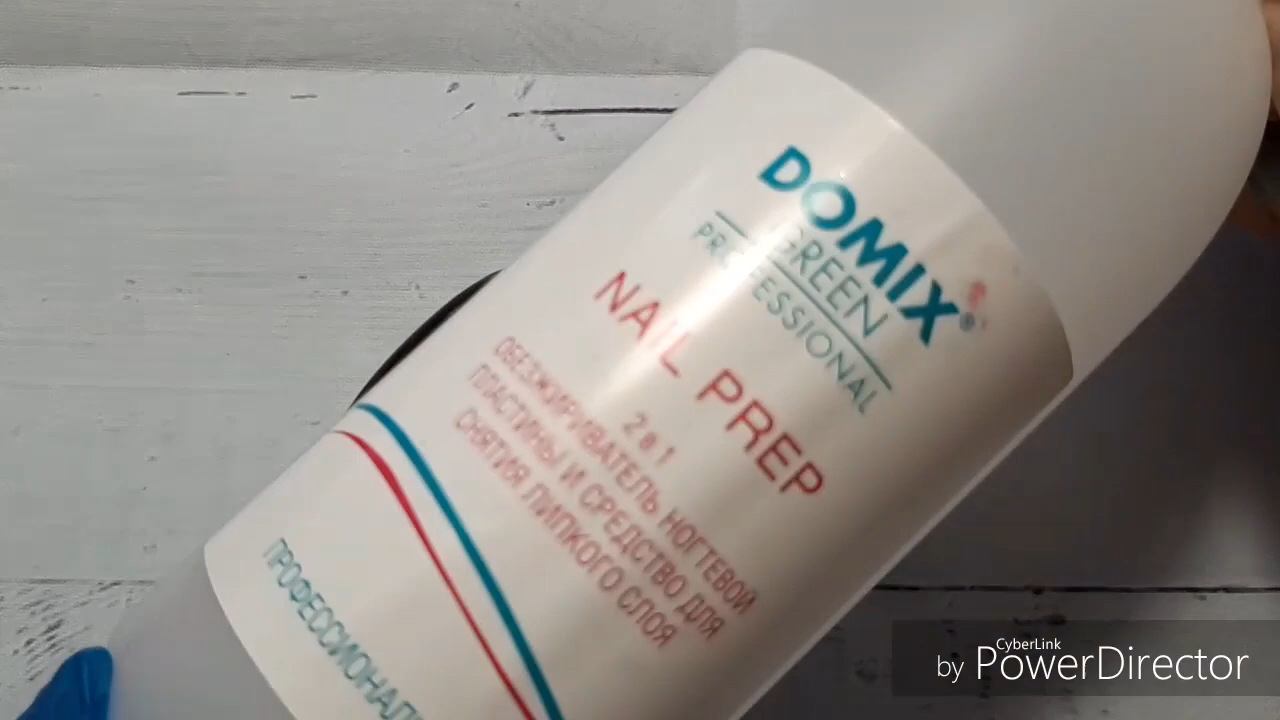 DOMIX®
GREEN
PROFESSIONAL
NAIL PREP
2 в 1
ОБЕЗЖИРИВАТЕЛЬ НОГТЕВОЙ
ПЛАСТИНЫ И СРЕДСТВО ДЛЯ
СНЯТИЯ ЛИПКОГО СЛОЯ
CyberLink
by PowerDirector